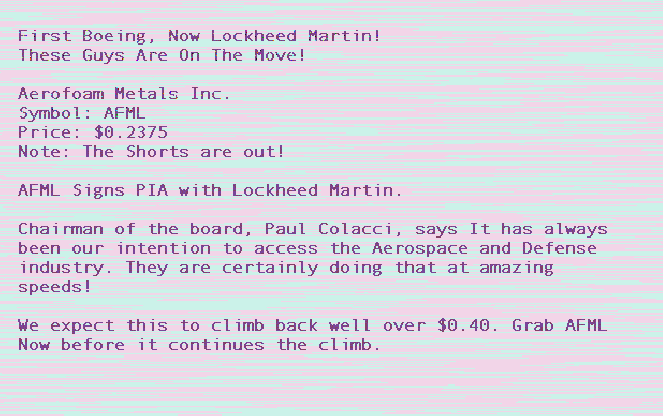 First Boeing, Now Lockheed Martin!
These Guys Are On The Move!
Aerofoam Metals Inc.
Symbol: AFML
Price: $0.2375
Note: The Shorts are out!
AFML Signs PIA with Lockheed Martin.
Chairman of the board, Paul Colacci, says It has always
been our intention to access the Aerospace and Defense
industry. They are certainly doing that at amazing
speeds!
We expect this to climb back well over $0.40. Grab AFML
Now before it continues the climb.